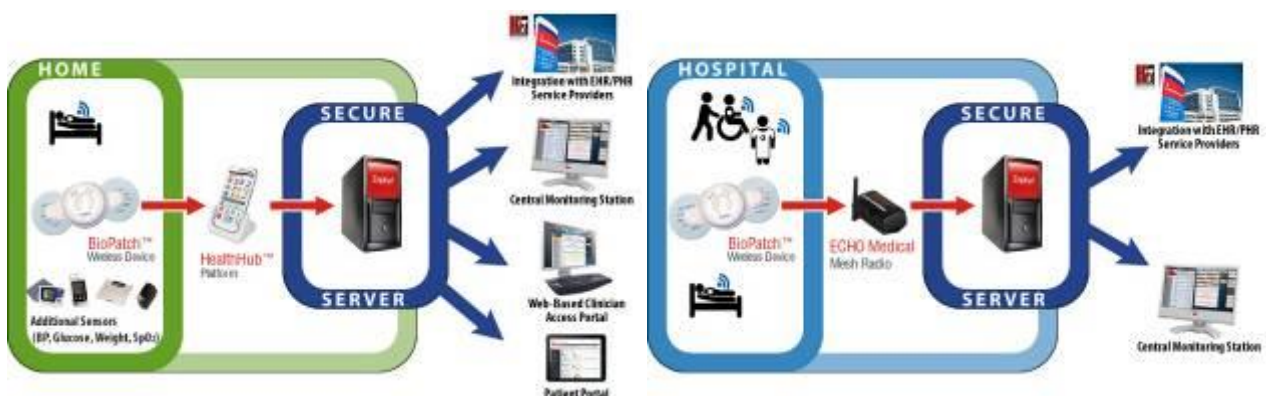 HOME
BioPatch™
Wireless Device
Additional Sensors
(BP, Glucose, Weight, SpO₂)
HealthHub™
Platform
SECURE
SERVER
Integration with EHR/PHR
Service Providers
Central Monitoring Station
Web-Based Clinician
Access Portal
Patient Portal
HOSPITAL
BioPatch™
Wireless Device
ECHO Medical
Mesh Radio
SECURE
SERVER
Integration with EHR/PHR
Service Providers
Central Monitoring Station